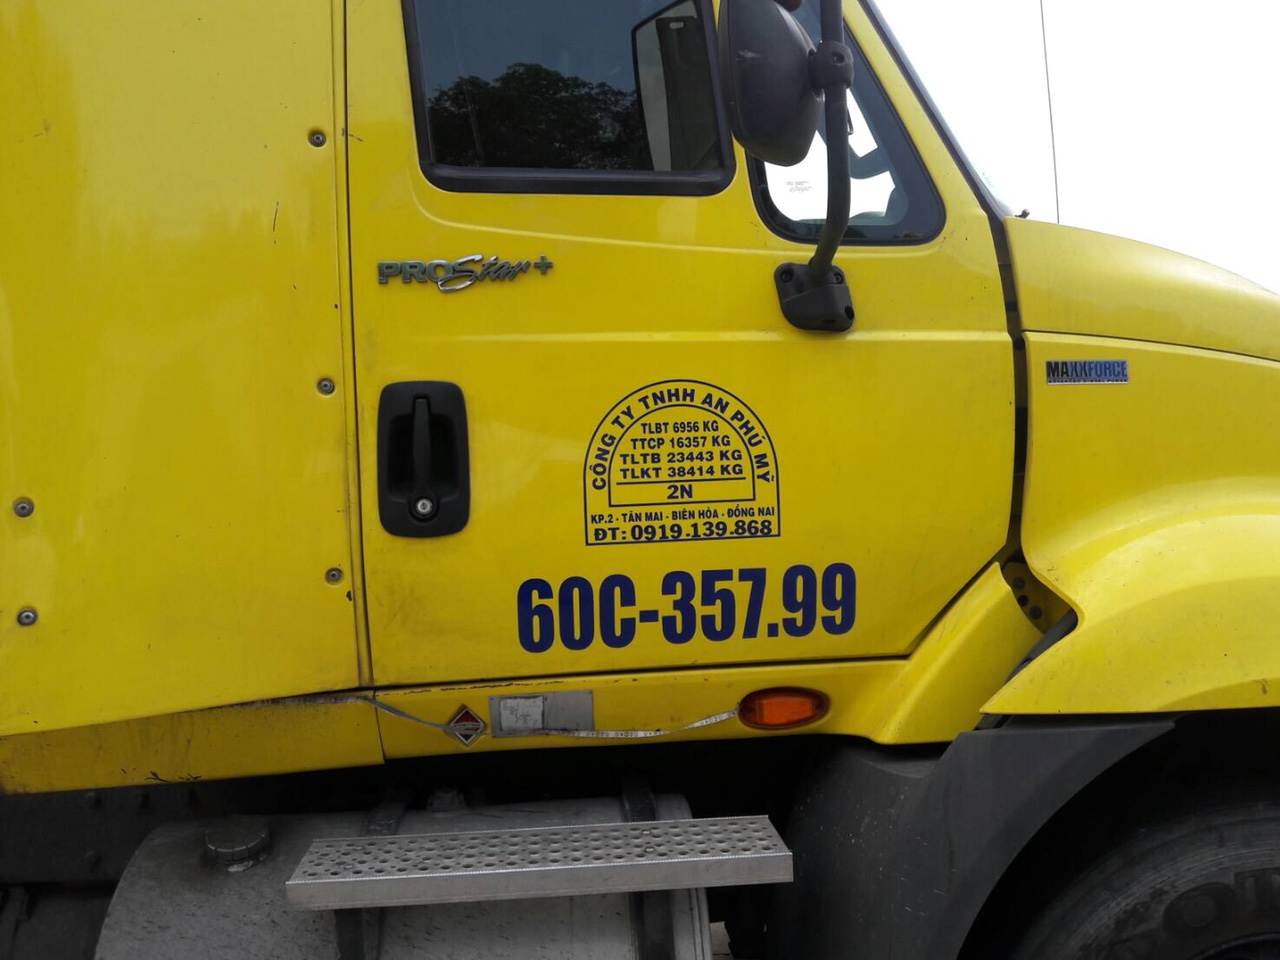 PROStar+
MAXXFORCE
CÔNG TY TNHH AN PHÚ MỸ
TLBT 6956 KG
TTCP 16357 KG
TLTB 23443 KG
TLKT 38414 KG
2N
KP.2 - TÂN MAI - BIÊN HÒA - ĐỒNG NAI
ĐT: 0919.139.868
60C-357.99